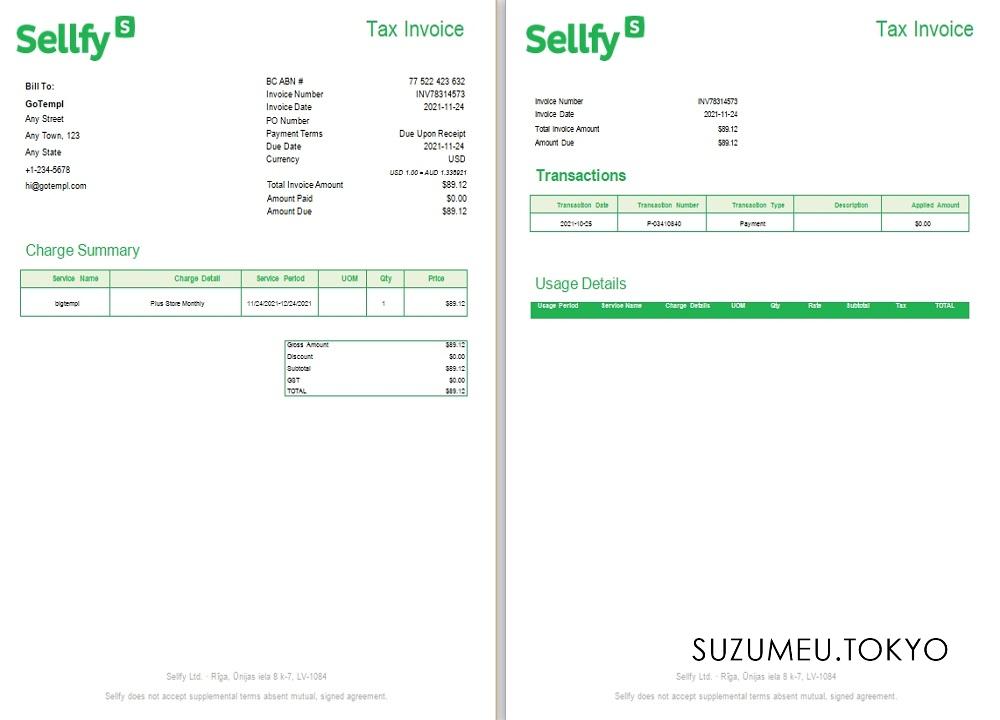 Sellfy S
Tax Invoice
Bill To:
GoTempl
Any Street
Any Town, 123
Any State
+1-234-5678
hi@gotempl.com
BC ABN # 77 522 423 632
Invoice Number INV78314573
Invoice Date 2021-11-24
PO Number
Payment Terms Due Upon Receipt
Due Date 2021-11-24
Currency USD
USD 1.00 = AUD 1.335921
Total Invoice Amount $89.12
Amount Paid $0.00
Amount Due $89.12
Charge Summary
Service Name Charge Detail Service Period UOM Qty Price
bigtempl Plus Store Monthly 11/24/2021-12/24/2021 1 $89.12
Gross Amount $89.12
Discount $0.00
Subtotal $89.12
GST $0.00
TOTAL $89.12
Sellfy Ltd. · Rīga, Ūnijas iela 8 k-7, LV-1084
Sellfy does not accept supplemental terms absent mutual, signed agreement.
Sellfy S
Tax Invoice
Invoice Number INV78314573
Invoice Date 2021-11-24
Total Invoice Amount $89.12
Amount Due $89.12
Transactions
Transaction Date Transaction Number Transaction Type Description Applied Amount
2021-10-25 P-03410840 Payment $0.00
Usage Details
Usage Period Service Name Charge Details UOM Qty Rate Subtotal Tax TOTAL
SUZUMEU.TOKYO
Sellfy Ltd. · Rīga, Ūnijas iela 8 k-7, LV-1084
Sellfy does not accept supplemental terms absent mutual, signed agreement.